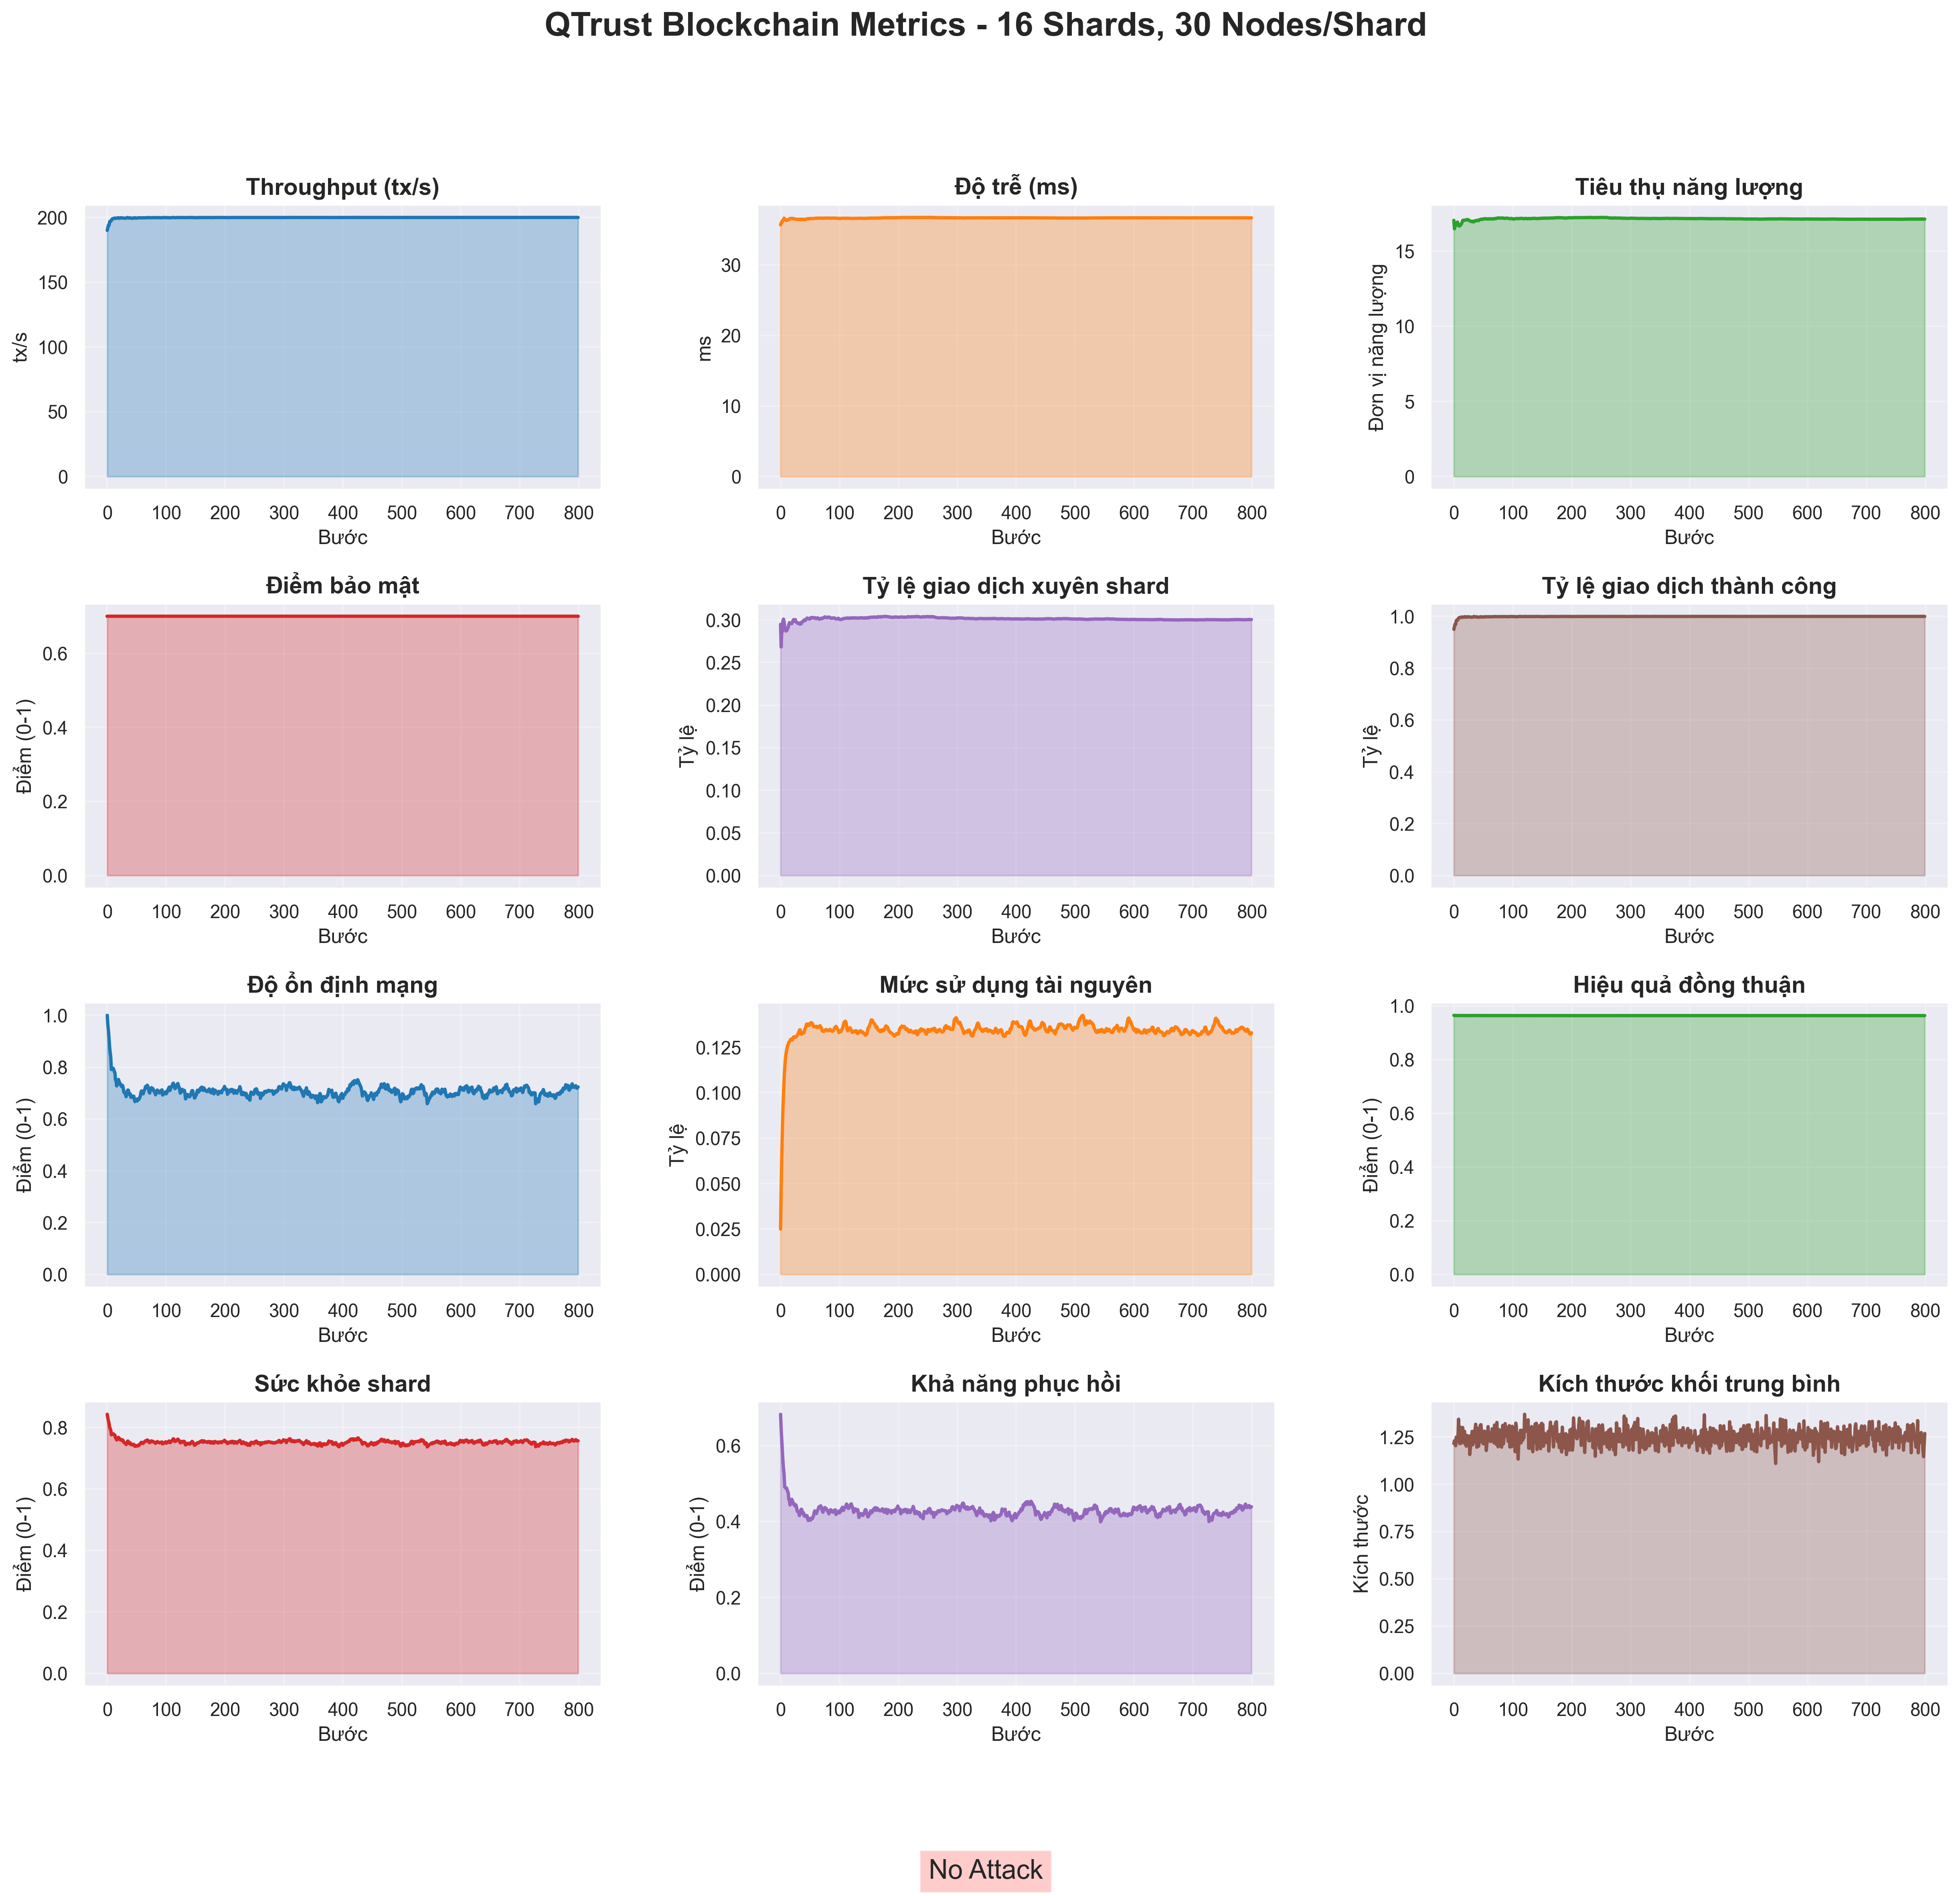 QTrust Blockchain Metrics - 16 Shards, 30 Nodes/Shard
Throughput (tx/s)
tx/s
200
150
100
50
0
0 100 200 300 400 500 600 700 800
Bước
Độ trễ (ms)
ms
30
20
10
0
0 100 200 300 400 500 600 700 800
Bước
Tiêu thụ năng lượng
Đơn vị năng lượng
15
10
5
0
0 100 200 300 400 500 600 700 800
Bước
Điểm bảo mật
Điểm (0-1)
0.6
0.4
0.2
0.0
0 100 200 300 400 500 600 700 800
Bước
Tỷ lệ giao dịch xuyên shard
Tỷ lệ
0.30
0.25
0.20
0.15
0.10
0.05
0.00
0 100 200 300 400 500 600 700 800
Bước
Tỷ lệ giao dịch thành công
Tỷ lệ
1.0
0.8
0.6
0.4
0.2
0.0
0 100 200 300 400 500 600 700 800
Bước
Độ ổn định mạng
Điểm (0-1)
1.0
0.8
0.6
0.4
0.2
0.0
0 100 200 300 400 500 600 700 800
Bước
Mức sử dụng tài nguyên
Tỷ lệ
0.125
0.100
0.075
0.050
0.025
0.000
0 100 200 300 400 500 600 700 800
Bước
Hiệu quả đồng thuận
Điểm (0-1)
1.0
0.8
0.6
0.4
0.2
0.0
0 100 200 300 400 500 600 700 800
Bước
Sức khỏe shard
Điểm (0-1)
0.8
0.6
0.4
0.2
0.0
0 100 200 300 400 500 600 700 800
Bước
Khả năng phục hồi
Điểm (0-1)
0.6
0.4
0.2
0.0
0 100 200 300 400 500 600 700 800
Bước
Kích thước khối trung bình
Kích thước
1.25
1.00
0.75
0.50
0.25
0.00
0 100 200 300 400 500 600 700 800
Bước
No Attack